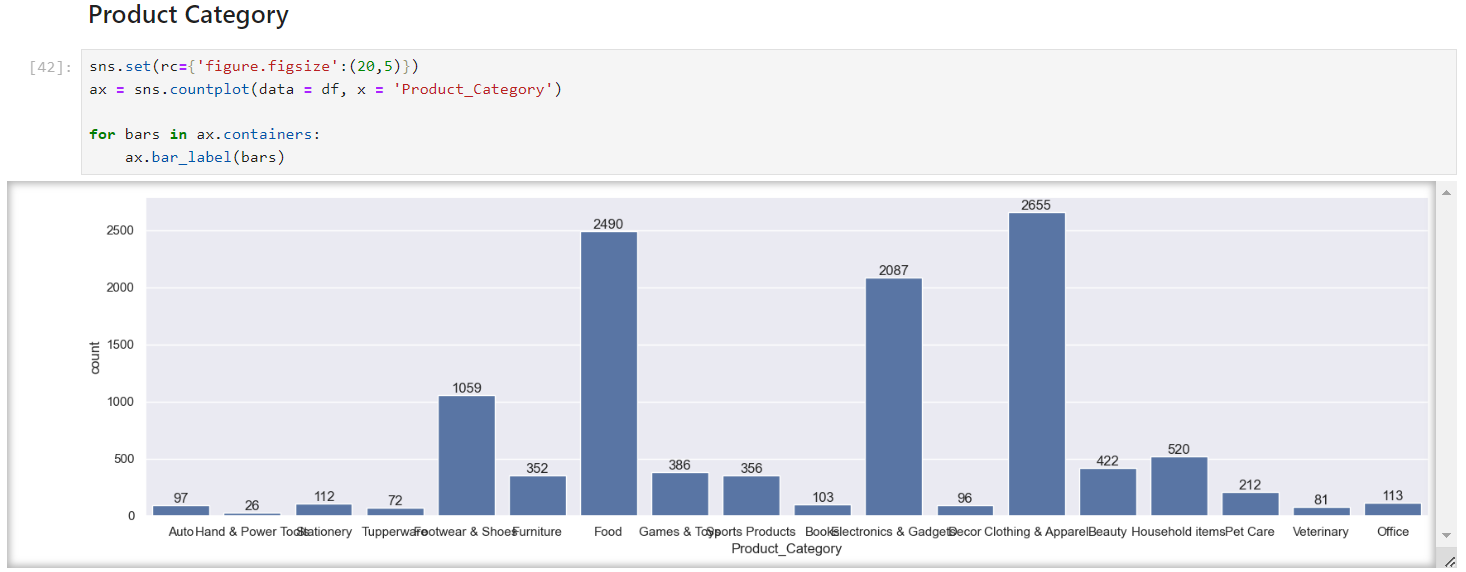 Product Category
[42]:
sns.set(rc={'figure.figsize':(20,5)})
ax = sns.countplot(data = df, x = 'Product_Category')
for bars in ax.containers:
ax.bar_label(bars)
2500
2000
1500
1000
500
0
count
97
26
112
72
1059
352
2490
386
356
103
2087
96
2655
422
520
212
81
113
Auto
Hand & Power Tools
Stationery
Tupperware
Footwear & Shoes
Furniture
Food
Games & Toys
Sports Products
Books
Electronics & Gadgets
Decor
Clothing & Apparel
Beauty
Household items
Pet Care
Veterinary
Office
Product_Category